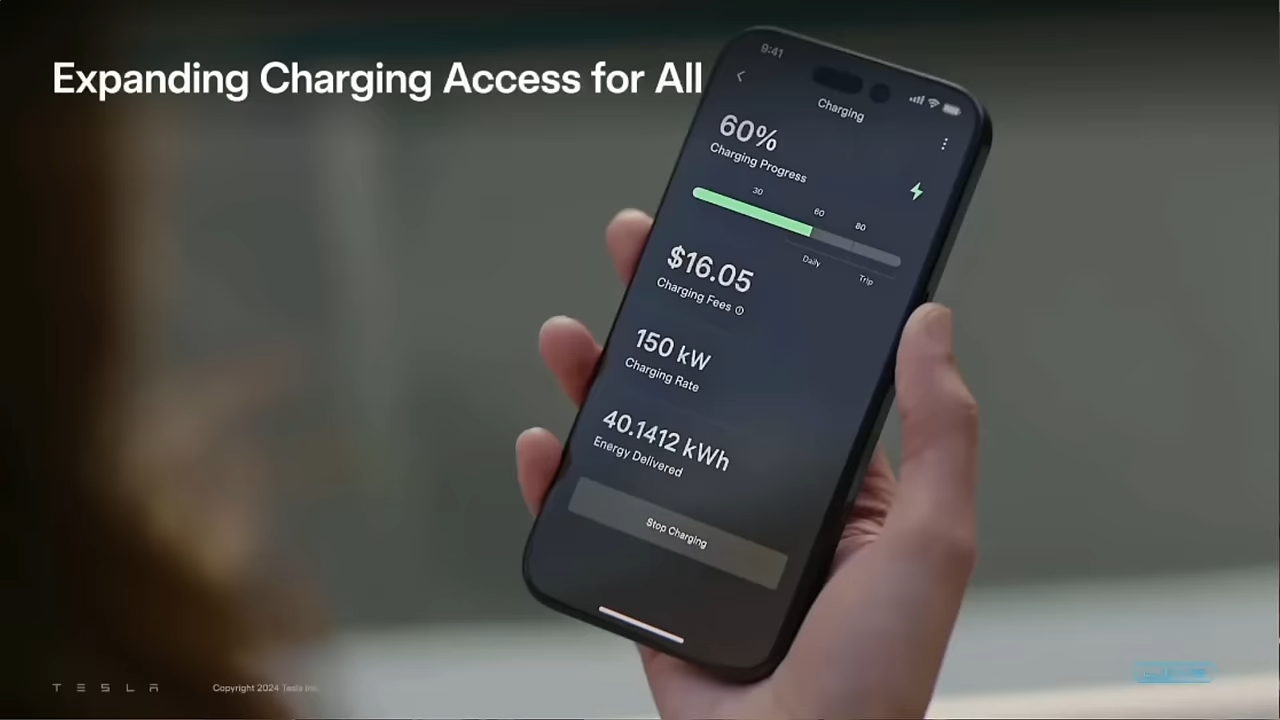 Expanding Charging Access for All
9:41
Charging
60%
Charging Progress
30
60
80
Daily
Trip
$16.05
Charging Fees
150 kW
Charging Rate
40.1412 kWh
Energy Delivered
Stop Charging
TESLA
Copyright 2024 Tesla Inc.